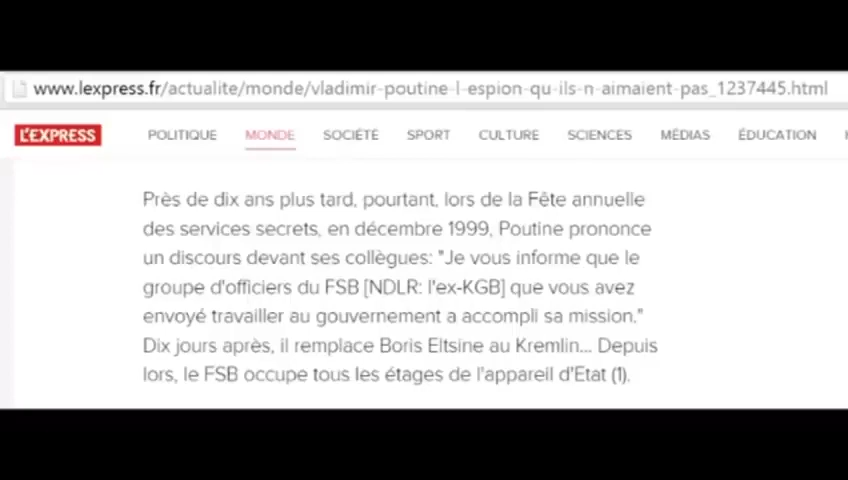 www.lexpress.fr/actualite/monde/vladimir-poutine-l-espion-qu-ils-n-aimaient-pas_1237445.html
L'EXPRESS POLITIQUE MONDE SOCIÉTÉ SPORT CULTURE SCIENCES MÉDIAS ÉDUCATION
Près de dix ans plus tard, pourtant, lors de la Fête annuelle
des services secrets, en décembre 1999, Poutine prononce
un discours devant ses collègues: "Je vous informe que le
groupe d'officiers du FSB [NDLR: l'ex-KGB] que vous avez
envoyé travailler au gouvernement a accompli sa mission."
Dix jours après, il remplace Boris Eltsine au Kremlin... Depuis
lors, le FSB occupe tous les étages de l'appareil d'Etat (1).